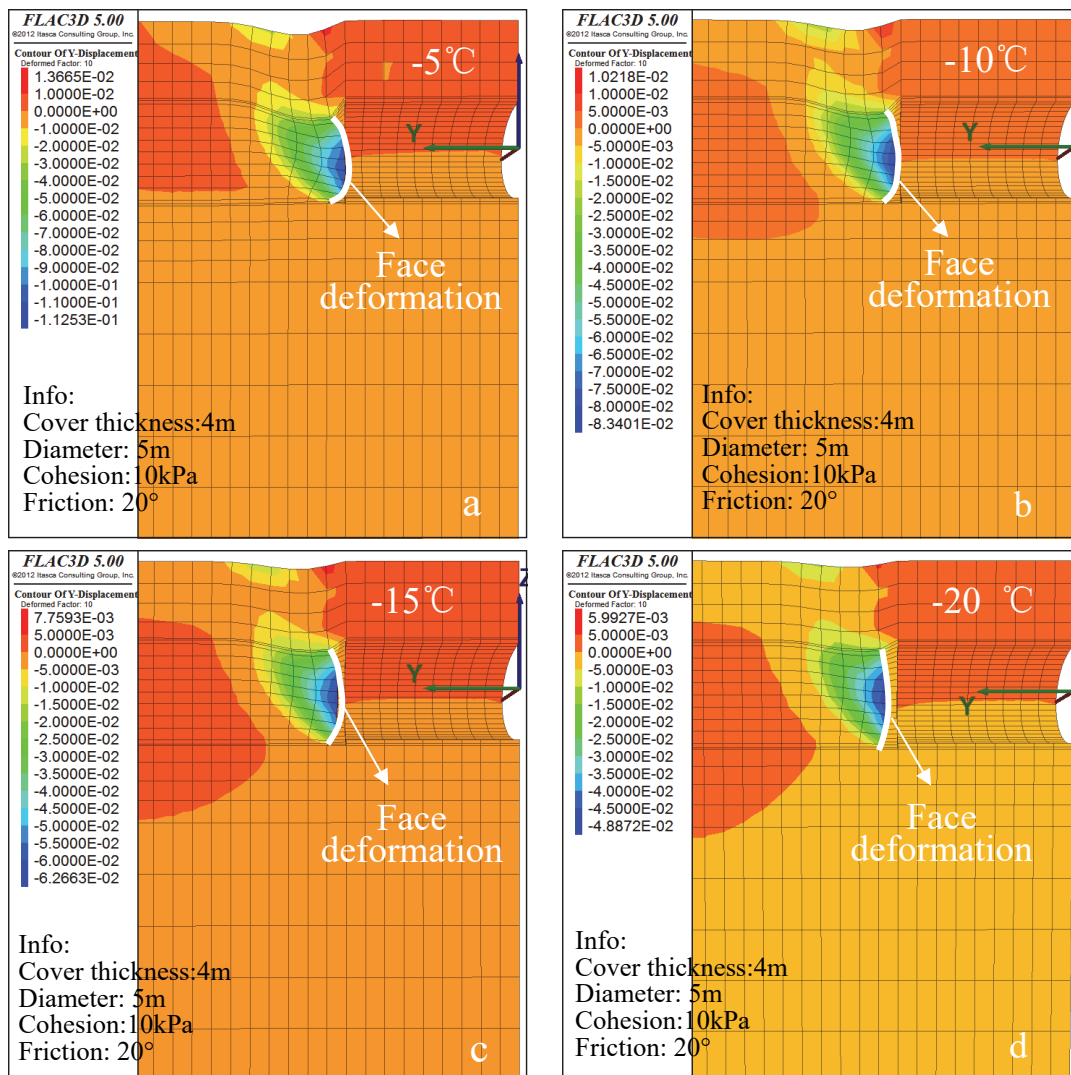 FLAC3D 5.00
©2012 Itasca Consulting Group, Inc.
Contour Of Y-Displacement
Deformed Factor: 10
1.3665E-02
1.0000E-02
0.0000E+00
-1.0000E-02
-2.0000E-02
-3.0000E-02
-4.0000E-02
-5.0000E-02
-6.0000E-02
-7.0000E-02
-8.0000E-02
-9.0000E-02
-1.0000E-01
-1.1000E-01
-1.1253E-01
-5℃
Y
Face
deformation
Info:
Cover thickness:4m
Diameter: 5m
Cohesion:10kPa
Friction: 20°
a
FLAC3D 5.00
©2012 Itasca Consulting Group, Inc.
Contour Of Y-Displacement
Deformed Factor: 10
1.0218E-02
1.0000E-02
5.0000E-03
0.0000E+00
-5.0000E-03
-1.0000E-02
-1.5000E-02
-2.0000E-02
-2.5000E-02
-3.0000E-02
-3.5000E-02
-4.0000E-02
-4.5000E-02
-5.0000E-02
-5.5000E-02
-6.0000E-02
-6.5000E-02
-7.0000E-02
-7.5000E-02
-8.0000E-02
-8.3401E-02
-10℃
Y
Face
deformation
Info:
Cover thickness:4m
Diameter: 5m
Cohesion:10kPa
Friction: 20°
b
FLAC3D 5.00
©2012 Itasca Consulting Group, Inc.
Contour Of Y-Displacement
Deformed Factor: 10
7.7593E-03
5.0000E-03
0.0000E+00
-5.0000E-03
-1.0000E-02
-1.5000E-02
-2.0000E-02
-2.5000E-02
-3.0000E-02
-3.5000E-02
-4.0000E-02
-4.5000E-02
-5.0000E-02
-5.5000E-02
-6.0000E-02
-6.2663E-02
-15℃
Z
Y
Face
deformation
Info:
Cover thickness:4m
Diameter: 5m
Cohesion:10kPa
Friction: 20°
c
FLAC3D 5.00
©2012 Itasca Consulting Group, Inc.
Contour Of Y-Displacement
Deformed Factor: 10
5.9927E-03
5.0000E-03
0.0000E+00
-5.0000E-03
-1.0000E-02
-1.5000E-02
-2.0000E-02
-2.5000E-02
-3.0000E-02
-3.5000E-02
-4.0000E-02
-4.5000E-02
-4.8872E-02
-20 ℃
Y
Face
deformation
Info:
Cover thickness:4m
Diameter: 5m
Cohesion:10kPa
Friction: 20°
d